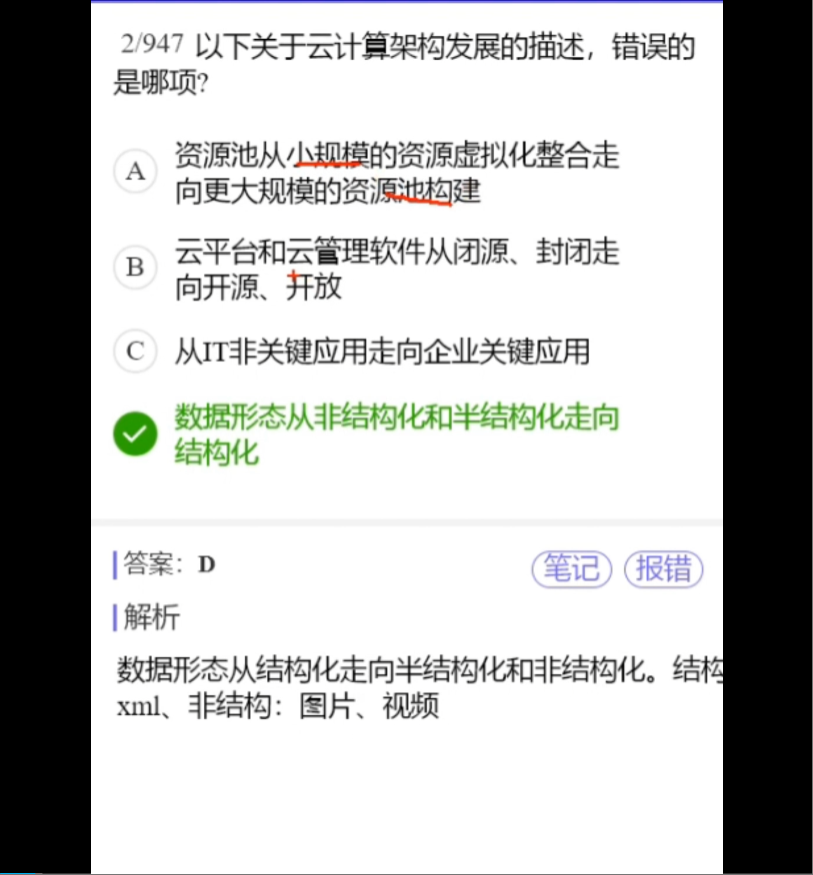 2/947 以下关于云计算架构发展的描述，错误的
是哪项?
A 资源池从小规模的资源虚拟化整合走
向更大规模的资源池构建
B 云平台和云管理软件从闭源、封闭走
向开源、开放
C 从IT非关键应用走向企业关键应用
数据形态从非结构化和半结构化走向
结构化
答案：D 笔记 报错
解析
数据形态从结构化走向半结构化和非结构化。结构
xml、非结构：图片、视频